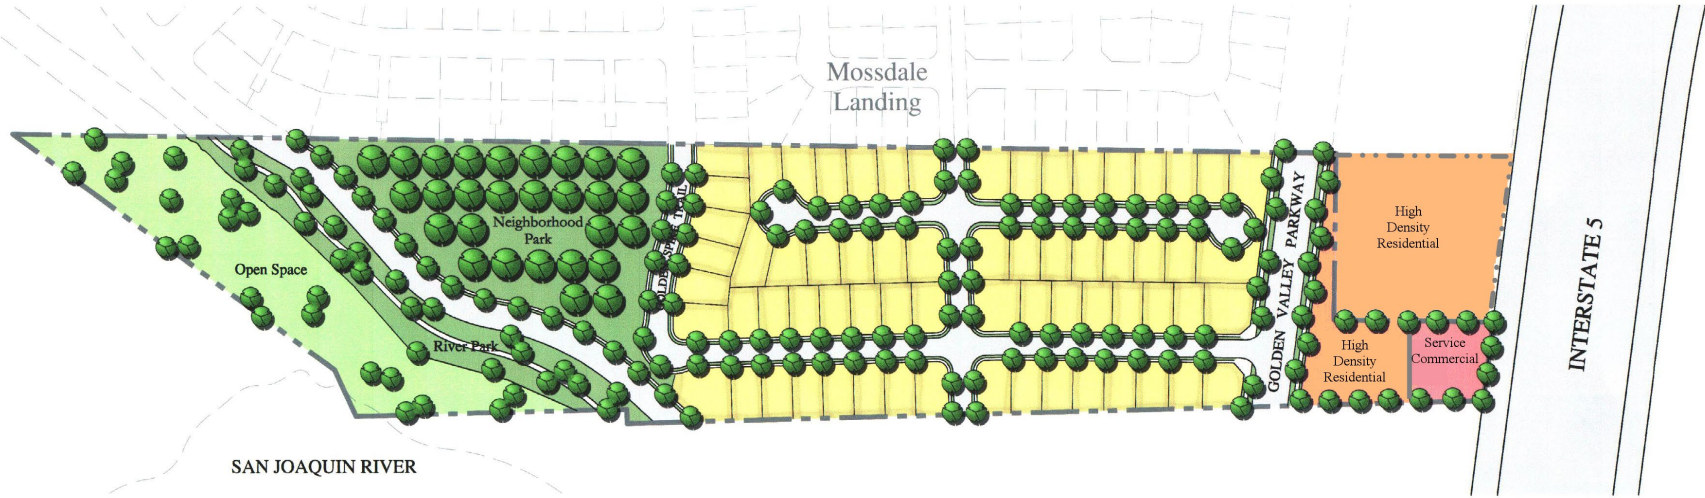 Mossdale
Landing
Neighborhood
Park
Open Space
River Park
SAN JOAQUIN RIVER
TRAIL
GOLDEN VALLEY PARKWAY
High
Density
Residential
High
Density
Residential
Service
Commercial
INTERSTATE 5